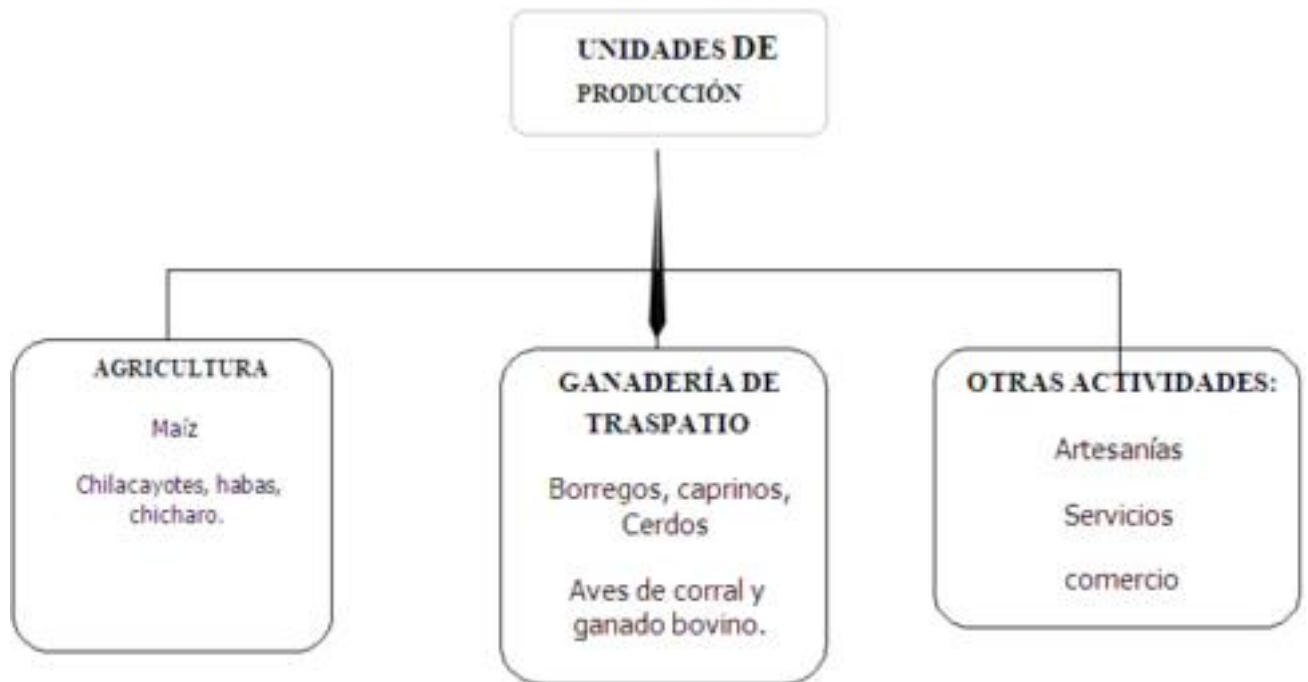 UNIDADES DE
PRODUCCIÓN
AGRICULTURA
Maíz
Chilacayotes, habas,
chicharo.
GANADERÍA DE
TRASPATIO
Borregos, caprinos,
Cerdos
Aves de corral y
ganado bovino.
OTRAS ACTIVIDADES:
Artesanías
Servicios
comercio